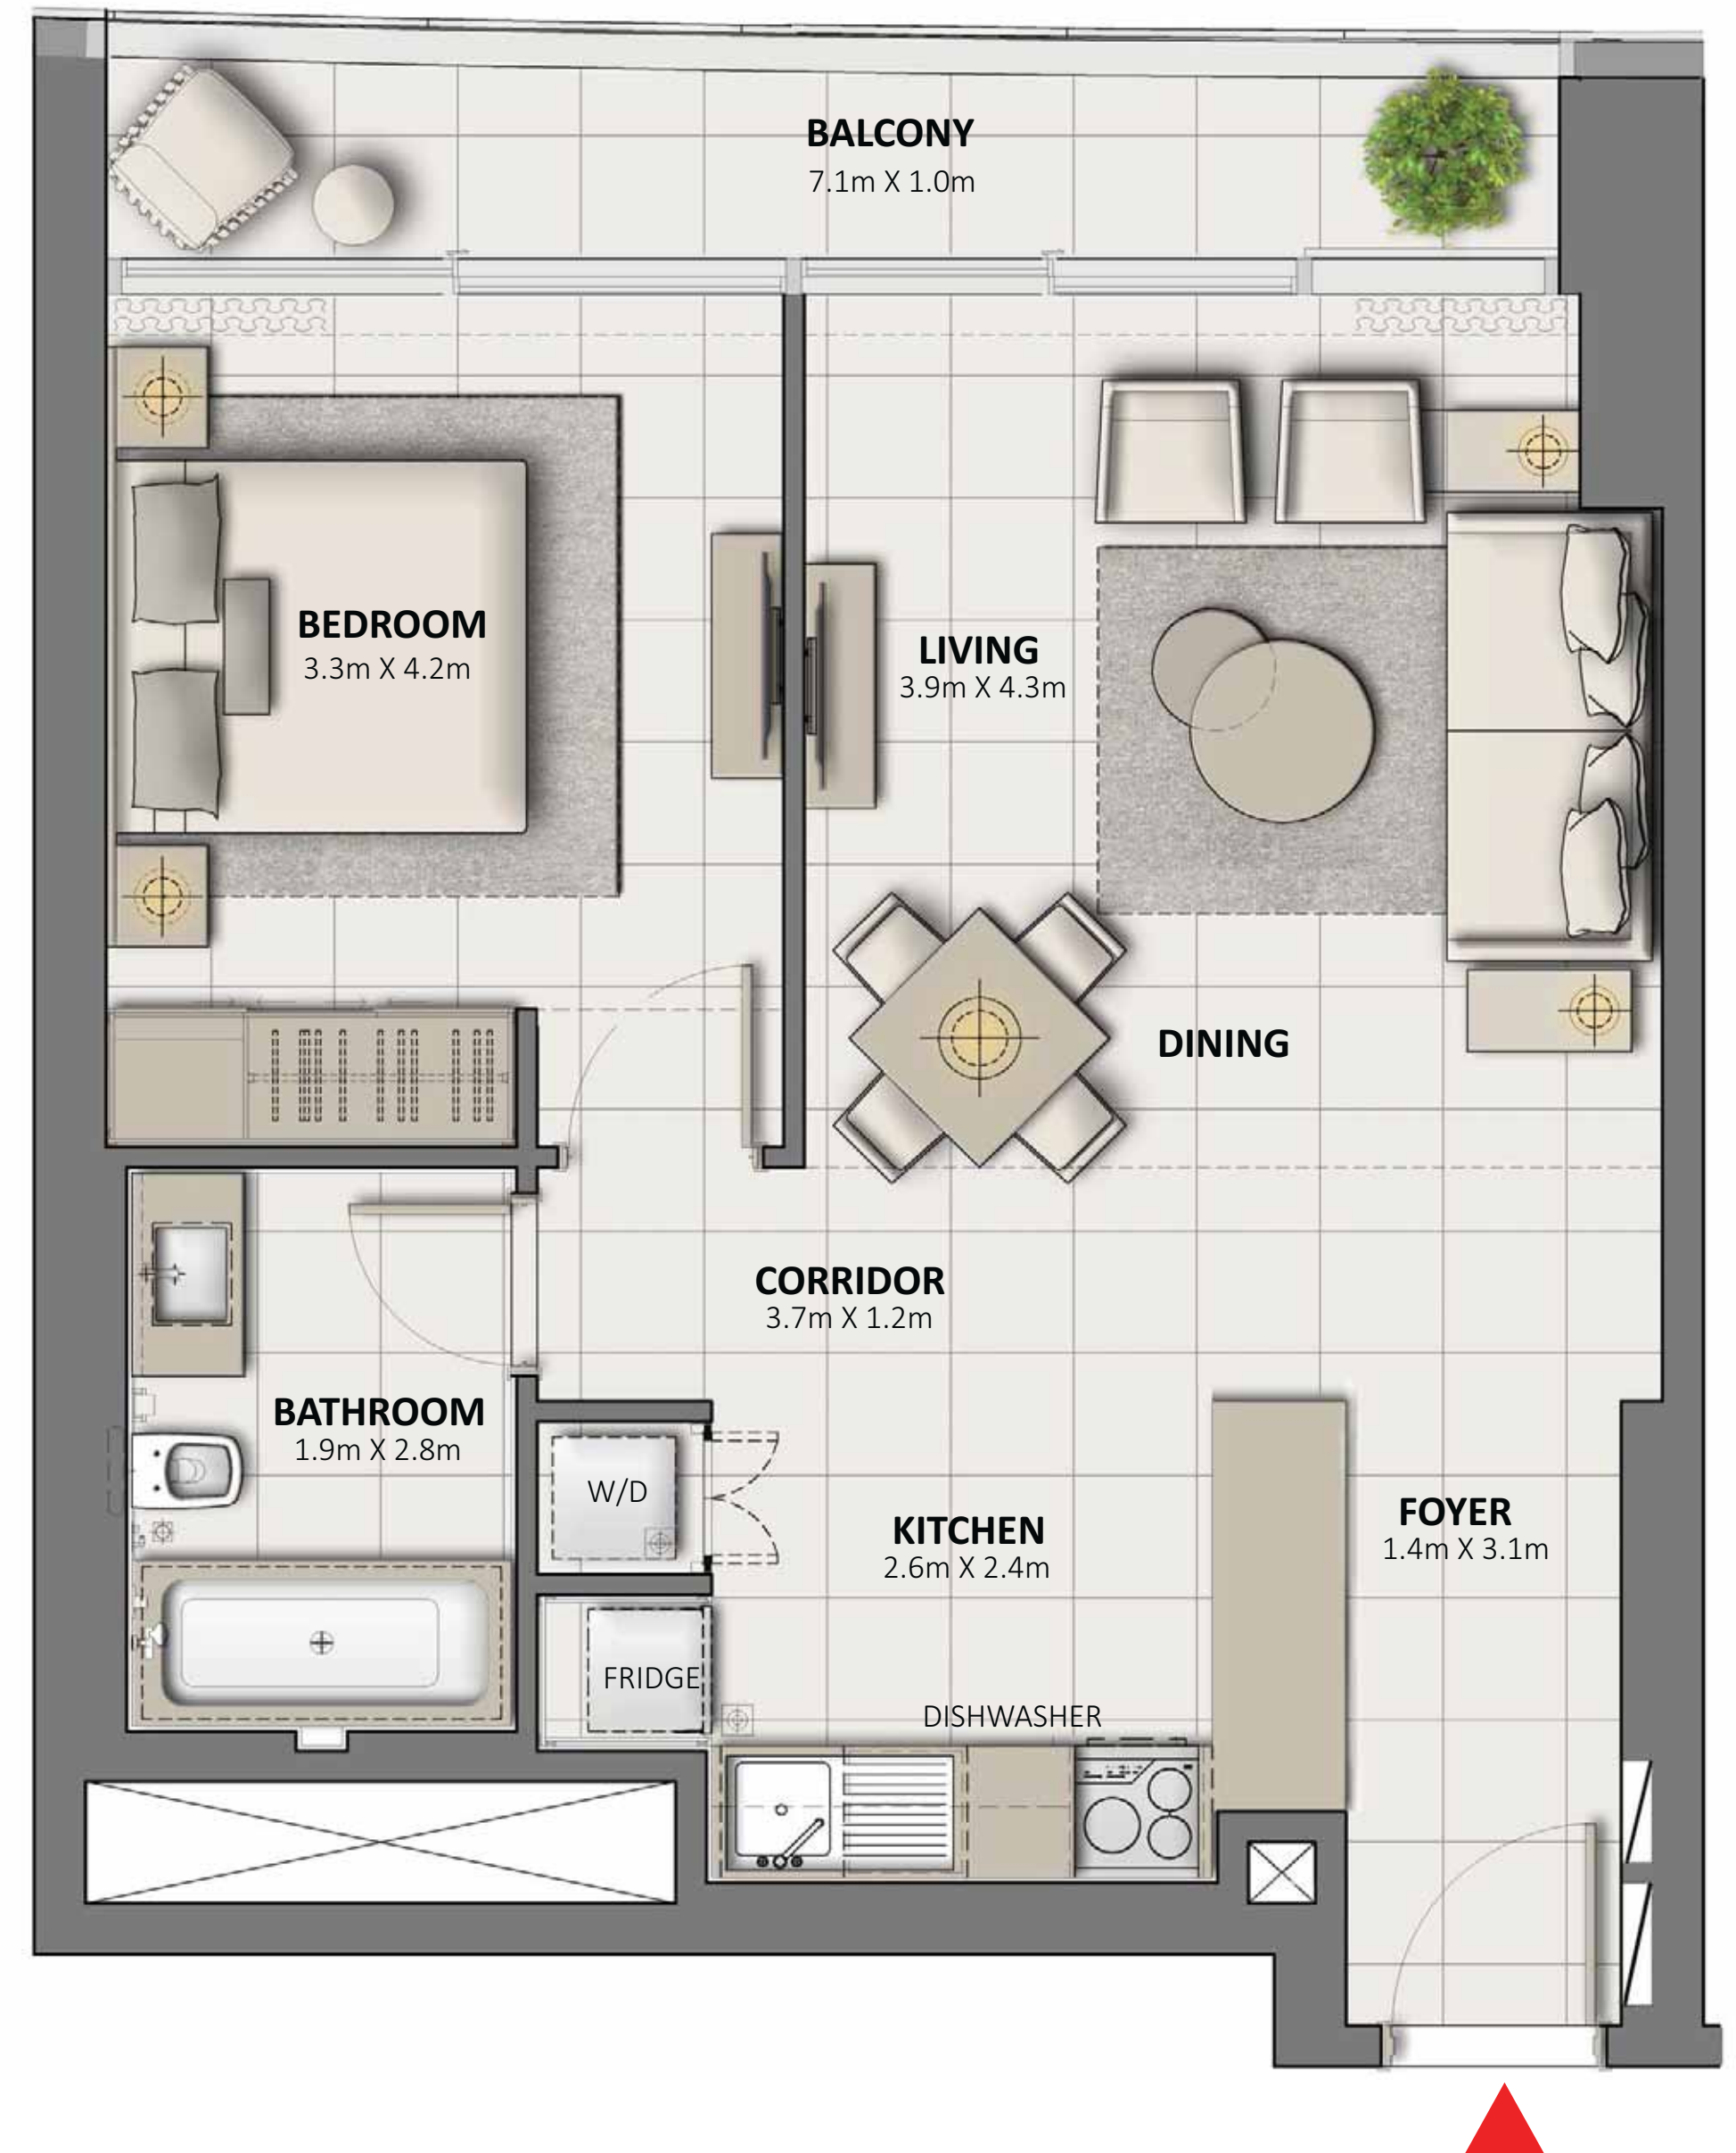 BALCONY
7.1m X 1.0m
BEDROOM
3.3m X 4.2m
LIVING
3.9m X 4.3m
DINING
CORRIDOR
3.7m X 1.2m
BATHROOM
1.9m X 2.8m
W/D
KITCHEN
2.6m X 2.4m
FOYER
1.4m X 3.1m
FRIDGE
DISHWASHER